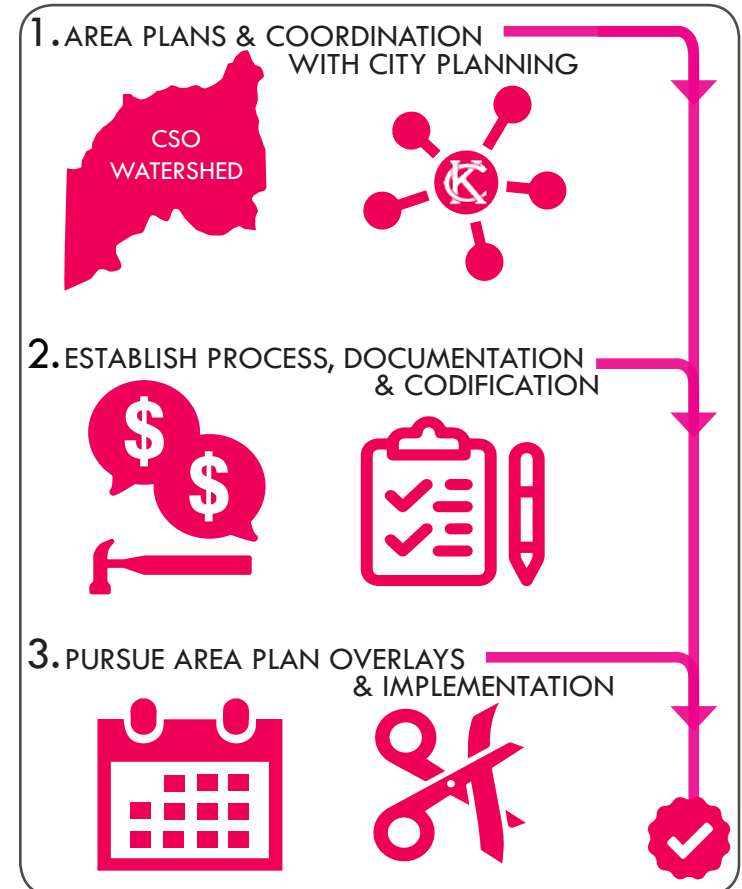 1. AREA PLANS & COORDINATION
WITH CITY PLANNING
CSO
WATERSHED
KC
2. ESTABLISH PROCESS, DOCUMENTATION
& CODIFICATION
$
$
3. PURSUE AREA PLAN OVERLAYS
& IMPLEMENTATION